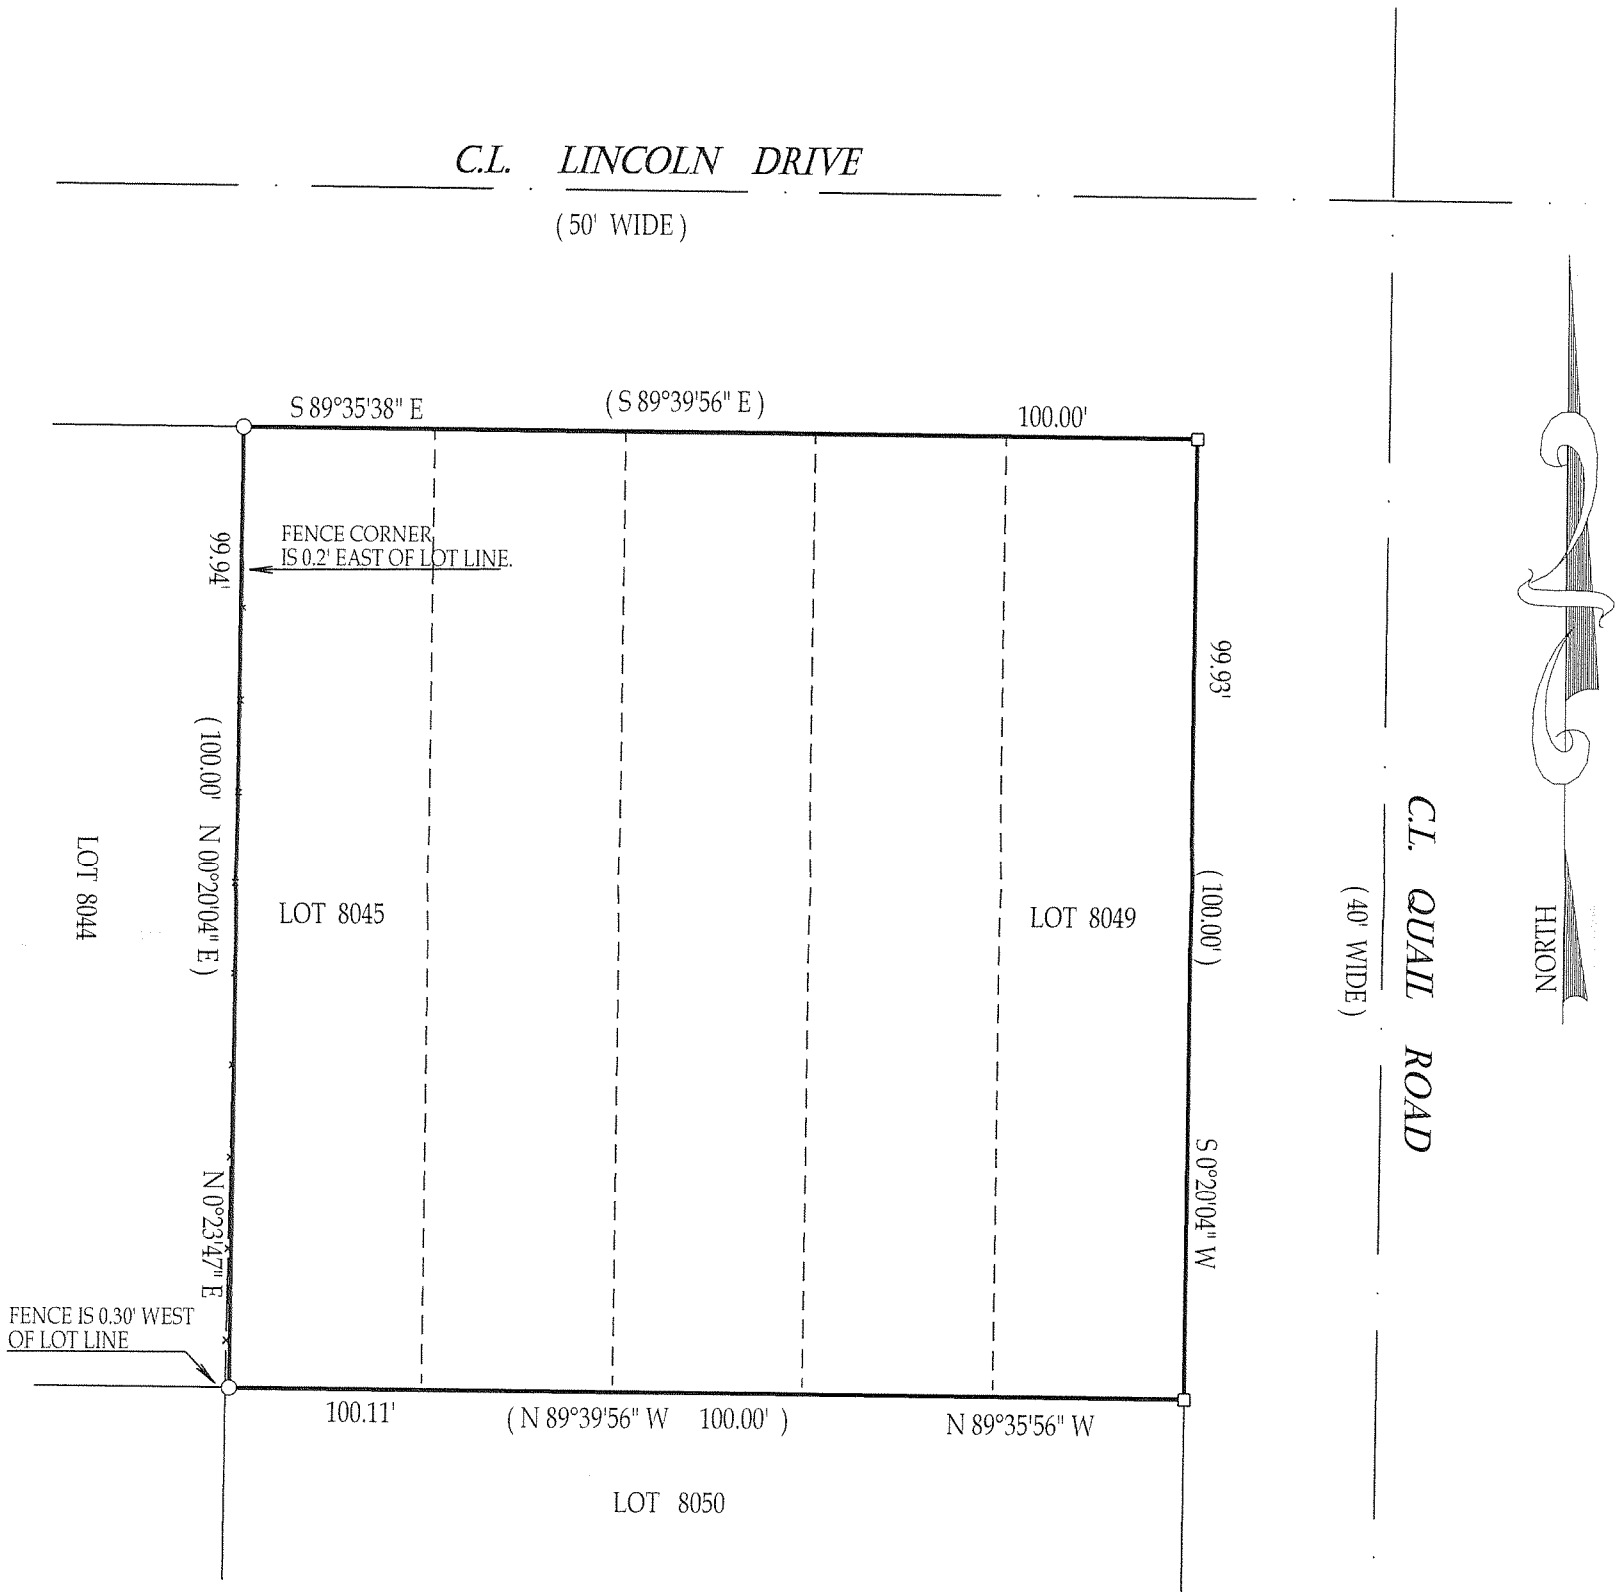 C.L. LINCOLN DRIVE
( 50' WIDE )
S 89°35'38" E
( S 89°39'56" E )
100.00'
FENCE CORNER
IS 0.2' EAST OF LOT LINE.
99.94'
( 100.00' N 00°20'04" E )
N 0°23'47" E
LOT 8044
LOT 8045
LOT 8049
99.93'
( 100.00' )
S 0°20'04" W
C.L. QUAIL ROAD
( 40' WIDE )
NORTH
FENCE IS 0.30' WEST
OF LOT LINE
100.11'
( N 89°39'56" W 100.00' )
N 89°35'56" W
LOT 8050